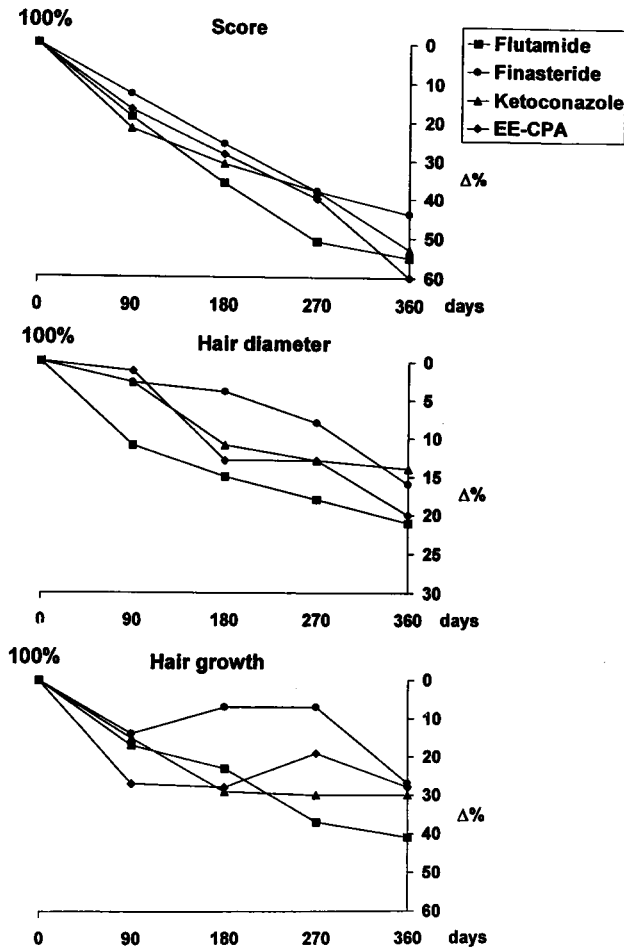 100%
Score
0
10
20
30
40
50
60
Δ%
Flutamide
Finasteride
Ketoconazole
EE-CPA
0 90 180 270 360 days
100%
Hair diameter
0
5
10
15
20
25
30
Δ%
0 90 180 270 360 days
100%
Hair growth
0
10
20
30
40
50
60
Δ%
0 90 180 270 360 days